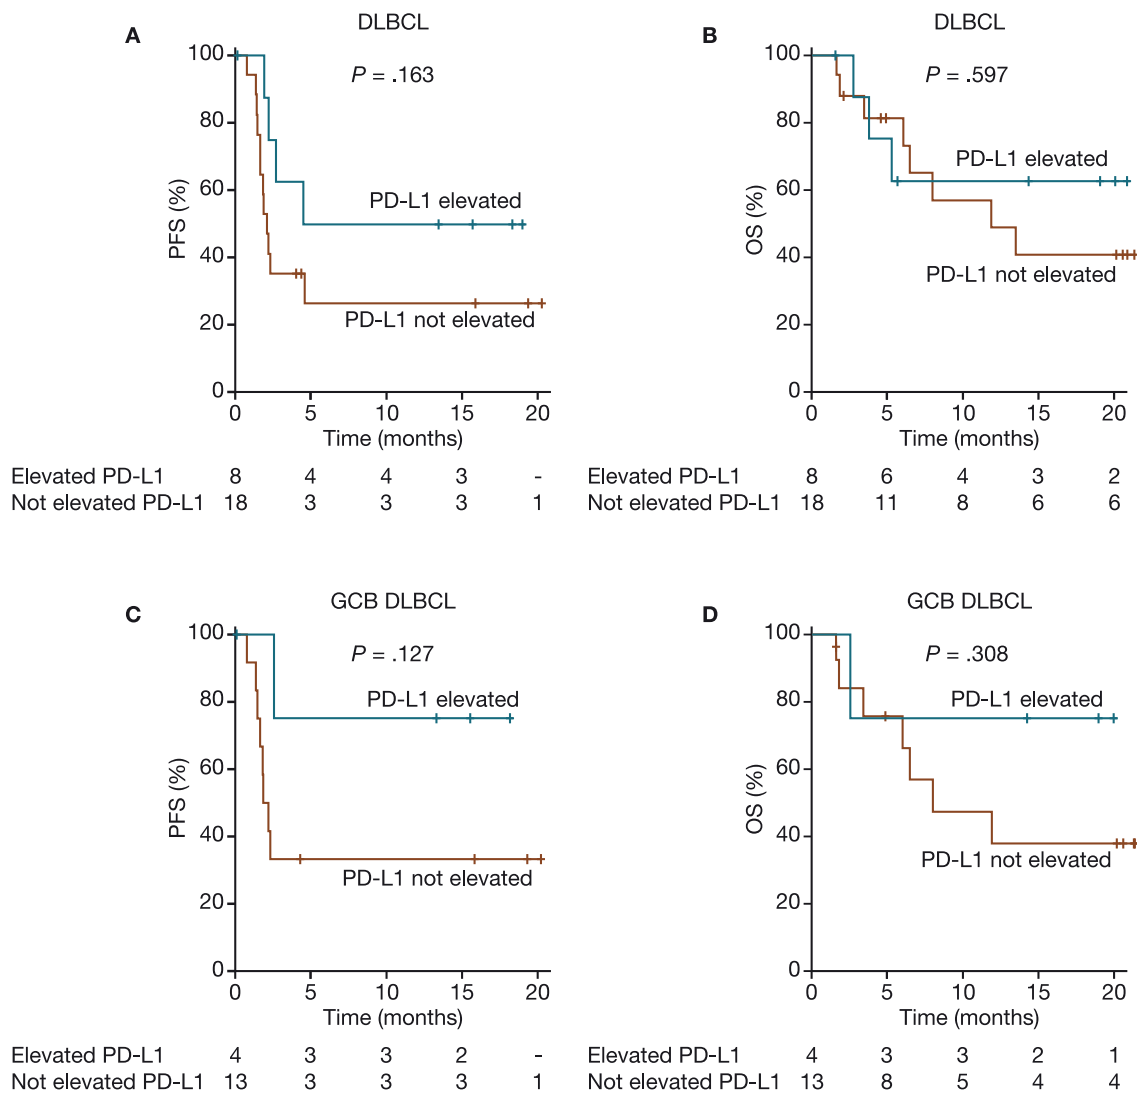 A
DLBCL
P = .163
PFS (%)
100
80
60
40
20
0
PD-L1 elevated
PD-L1 not elevated
0 5 10 15 20
Time (months)
Elevated PD-L1 8 4 4 3 -
Not elevated PD-L1 18 3 3 3 1
B
DLBCL
P = .597
OS (%)
100
80
60
40
20
0
PD-L1 elevated
PD-L1 not elevated
0 5 10 15 20
Time (months)
Elevated PD-L1 8 6 4 3 2
Not elevated PD-L1 18 11 8 6 6
C
GCB DLBCL
P = .127
PFS (%)
100
80
60
40
20
0
PD-L1 elevated
PD-L1 not elevated
0 5 10 15 20
Time (months)
Elevated PD-L1 4 3 3 2 -
Not elevated PD-L1 13 3 3 3 1
D
GCB DLBCL
P = .308
OS (%)
100
80
60
40
20
0
PD-L1 elevated
PD-L1 not elevated
0 5 10 15 20
Time (months)
Elevated PD-L1 4 3 3 2 1
Not elevated PD-L1 13 8 5 4 4